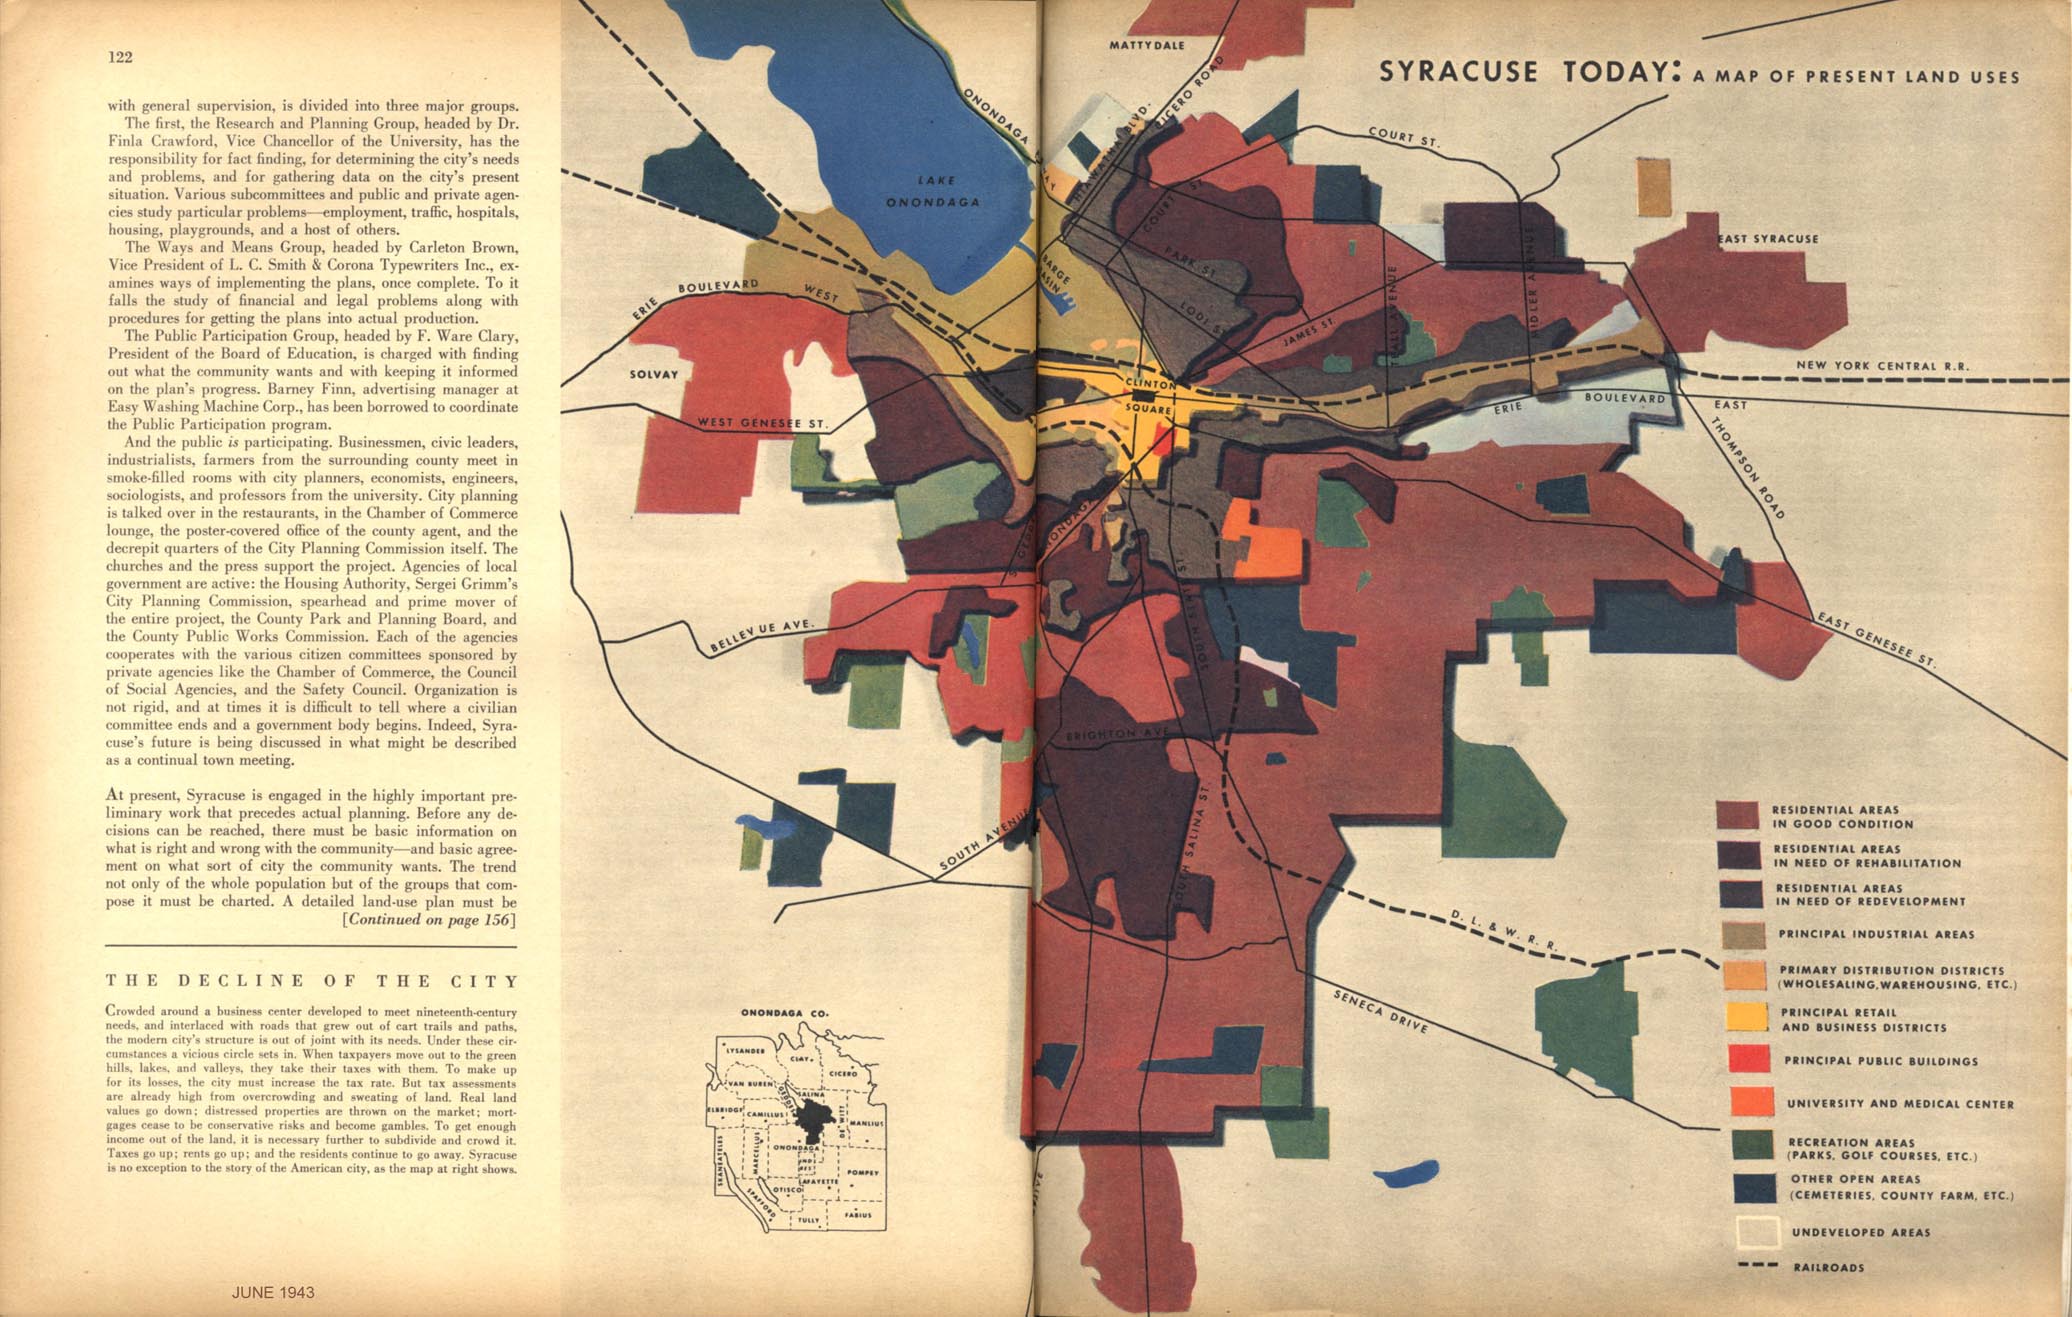 122
with general supervision, is divided into three major groups.
The first, the Research and Planning Group, headed by Dr.
Finla Crawford, Vice Chancellor of the University, has the
responsibility for fact finding, for determining the city's needs
and problems, and for gathering data on the city's present
situation. Various subcommittees and public and private agen-
cies study particular problems—employment, traffic, hospitals,
housing, playgrounds, and a host of others.
The Ways and Means Group, headed by Carleton Brown,
Vice President of L. C. Smith & Corona Typewriters Inc., ex-
amines ways of implementing the plans, once complete. To it
falls the study of financial and legal problems along with
procedures for getting the plans into actual production.
The Public Participation Group, headed by F. Ware Clary,
President of the Board of Education, is charged with finding
out what the community wants and with keeping it informed
on the plan's progress. Barney Finn, advertising manager at
Easy Washing Machine Corp., has been borrowed to coordinate
the Public Participation program.
And the public is participating. Businessmen, civic leaders,
industrialists, farmers from the surrounding county meet in
smoke-filled rooms with city planners, economists, engineers,
sociologists, and professors from the university. City planning
is talked over in the restaurants, in the Chamber of Commerce
lounge, the poster-covered office of the county agent, and the
decrepit quarters of the City Planning Commission itself. The
churches and the press support the project. Agencies of local
government are active: the Housing Authority, Sergei Grimm's
City Planning Commission, spearhead and prime mover of
the entire project, the County Park and Planning Board, and
the County Public Works Commission. Each of the agencies
cooperates with the various citizen committees sponsored by
private agencies like the Chamber of Commerce, the Council
of Social Agencies, and the Safety Council. Organization is
not rigid, and at times it is difficult to tell where a civilian
committee ends and a government body begins. Indeed, Syra-
cuse's future is being discussed in what might be described
as a continual town meeting.
At present, Syracuse is engaged in the highly important pre-
liminary work that precedes actual planning. Before any de-
cisions can be reached, there must be basic information on
what is right and wrong with the community—and basic agree-
ment on what sort of city the community wants. The trend
not only of the whole population but of the groups that com-
pose it must be charted. A detailed land-use plan must be
[Continued on page 156]
THE DECLINE OF THE CITY
Crowded around a business center developed to meet nineteenth-century
needs, and interlaced with roads that grew out of cart trails and paths,
the modern city's structure is out of joint with its needs. Under these cir-
cumstances a vicious circle sets in. When taxpayers move out to the green
hills, lakes, and valleys, they take their taxes with them. To make up
for its losses, the city must increase the tax rate. But tax assessments
are already high from overcrowding and sweating of land. Real land
values go down; distressed properties are thrown on the market; mort-
gages cease to be conservative risks and become gambles. To get enough
income out of the land, it is necessary further to subdivide and crowd it.
Taxes go up; rents go up; and the residents continue to go away. Syracuse
is no exception to the story of the American city, as the map at right shows.
JUNE 1943
SYRACUSE TODAY: A MAP OF PRESENT LAND USES
MATTYDALE
ONONDAGA
HIAWATHA BLVD.
CICERO ROAD
COURT ST.
LAKE
ONONDAGA
COURT ST.
EAST SYRACUSE
PARK ST.
BARGE
BASIN
TEALL AVENUE
MIDLER AVENUE
ERIE BOULEVARD WEST
LODI ST.
JAMES ST.
SOLVAY
NEW YORK CENTRAL R.R.
CLINTON
SQUARE
ERIE BOULEVARD EAST
WEST GENESEE ST.
THOMPSON ROAD
ONONDAGA
BELLEVUE AVE.
EAST GENESEE ST.
BRIGHTON AVE
SOUTH AVENUE
SOUTH SALINA ST.
D. L. & W. R. R.
SENECA DRIVE
ONONDAGA CO.
LYSANDER
CLAY
CICERO
VAN BUREN
SALINA
GEDDES
ELBRIDGE
CAMILLUS
DE WITT
MANLIUS
ONONDAGA
SKANEATELES
MARCELLUS
POMPEY
LAFAYETTE
OTISCO
SPAFFORD
TULLY
FABIUS
RESIDENTIAL AREAS
IN GOOD CONDITION
RESIDENTIAL AREAS
IN NEED OF REHABILITATION
RESIDENTIAL AREAS
IN NEED OF REDEVELOPMENT
PRINCIPAL INDUSTRIAL AREAS
PRIMARY DISTRIBUTION DISTRICTS
(WHOLESALING, WAREHOUSING, ETC.)
PRINCIPAL RETAIL
AND BUSINESS DISTRICTS
PRINCIPAL PUBLIC BUILDINGS
UNIVERSITY AND MEDICAL CENTER
RECREATION AREAS
(PARKS, GOLF COURSES, ETC.)
OTHER OPEN AREAS
(CEMETERIES, COUNTY FARM, ETC.)
UNDEVELOPED AREAS
RAILROADS